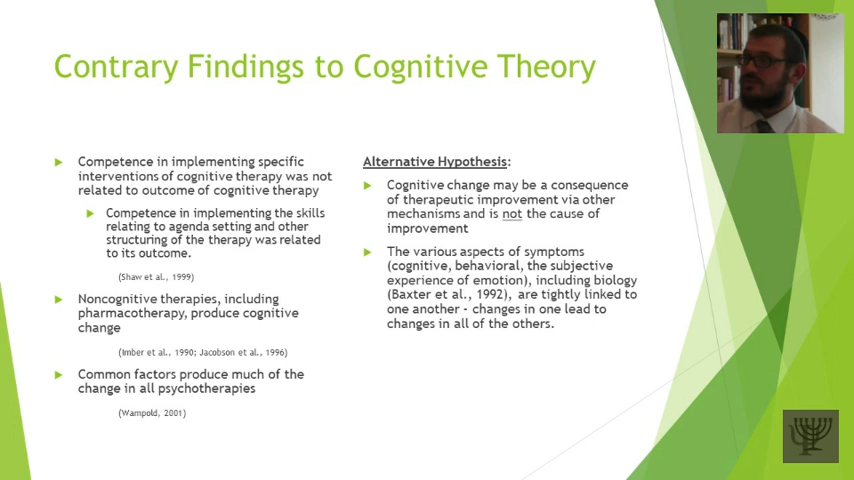 Contrary Findings to Cognitive Theory
Competence in implementing specific
interventions of cognitive therapy was not
related to outcome of cognitive therapy
Competence in implementing the skills
relating to agenda setting and other
structuring of the therapy was related
to its outcome.
(Shaw et al., 1999)
Noncognitive therapies, including
pharmacotherapy, produce cognitive
change
(Imber et al., 1990; Jacobson et al., 1996)
Common factors produce much of the
change in all psychotherapies
(Wampold, 2001)
Alternative Hypothesis:
Cognitive change may be a consequence
of therapeutic improvement via other
mechanisms and is not the cause of
improvement
The various aspects of symptoms
(cognitive, behavioral, the subjective
experience of emotion), including biology
(Baxter et al., 1992), are tightly linked to
one another - changes in one lead to
changes in all of the others.